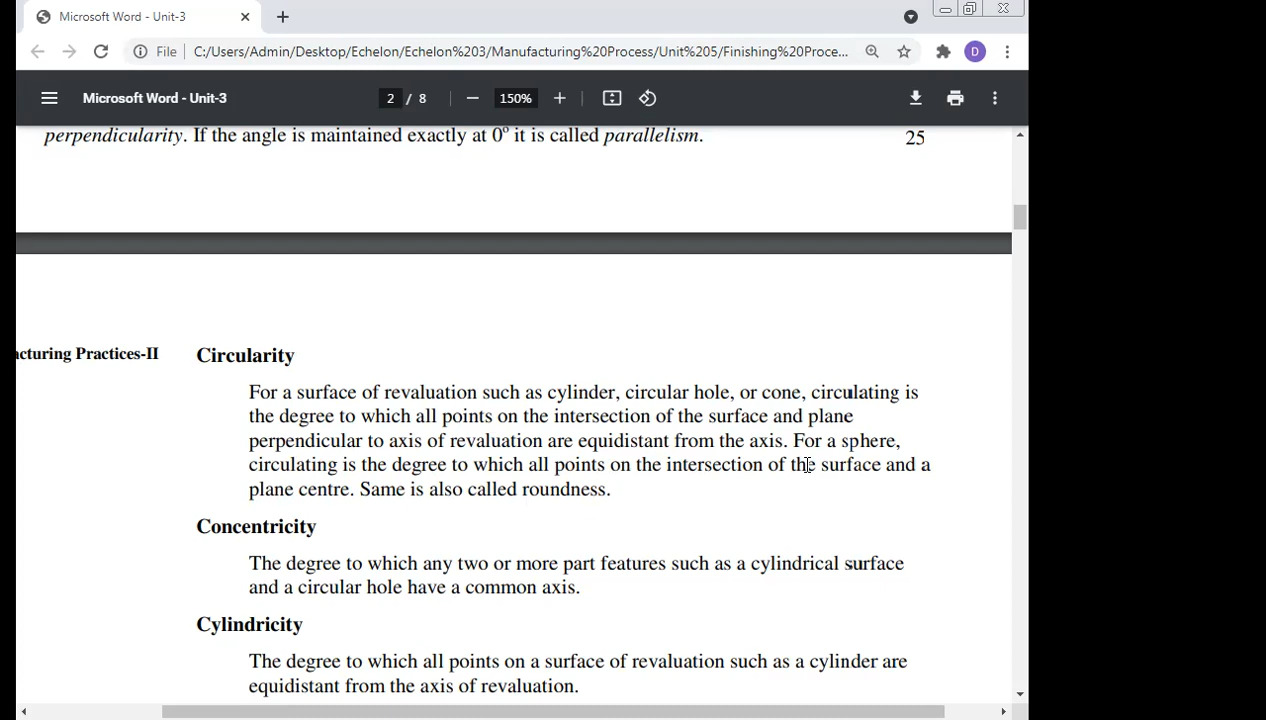 Microsoft Word - Unit-3
File C:/Users/Admin/Desktop/Echelon/Echelon%203/Manufacturing%20Process/Unit%205/Finishing%20Proce... D
Microsoft Word - Unit-3 2 / 8 150%
perpendicularity. If the angle is maintained exactly at 0° it is called parallelism.
25
acturing Practices-II
Circularity
For a surface of revaluation such as cylinder, circular hole, or cone, circulating is
the degree to which all points on the intersection of the surface and plane
perpendicular to axis of revaluation are equidistant from the axis. For a sphere,
circulating is the degree to which all points on the intersection of the surface and a
plane centre. Same is also called roundness.
Concentricity
The degree to which any two or more part features such as a cylindrical surface
and a circular hole have a common axis.
Cylindricity
The degree to which all points on a surface of revaluation such as a cylinder are
equidistant from the axis of revaluation.